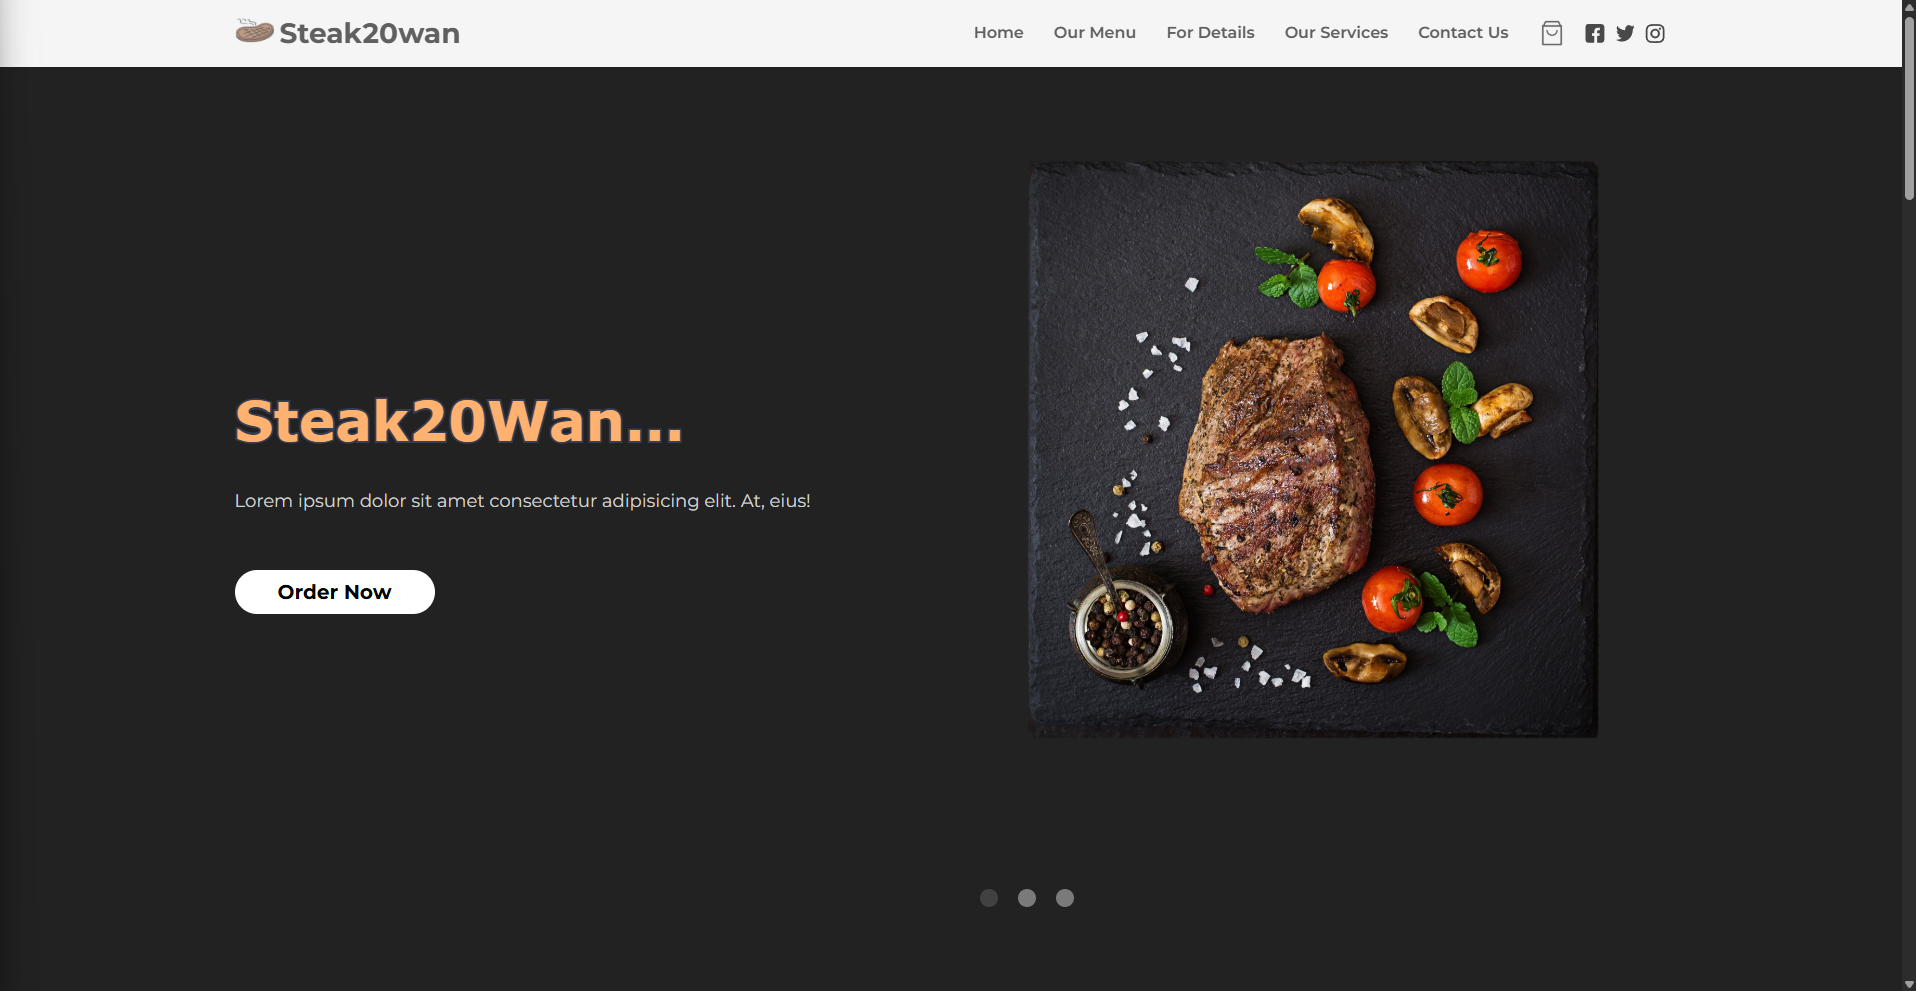 Steak20wan
Home Our Menu For Details Our Services Contact Us
Steak20Wan...
Lorem ipsum dolor sit amet consectetur adipisicing elit. At, eius!
Order Now